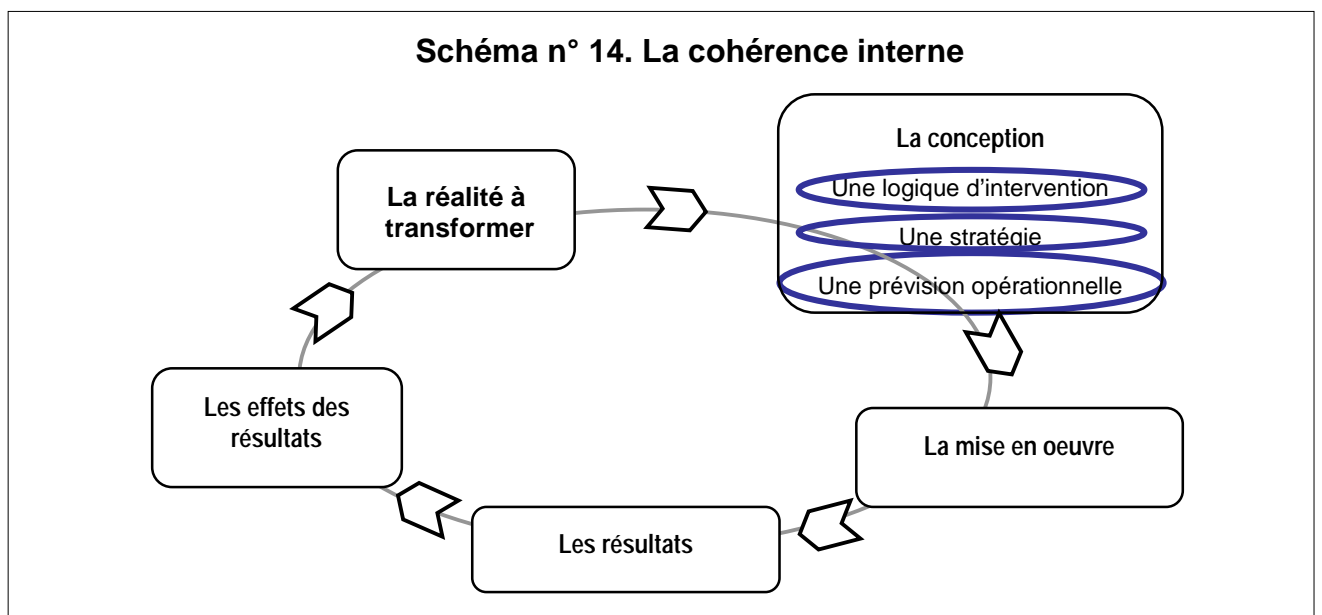 Schéma n° 14. La cohérence interne
La conception
Une logique d'intervention
Une stratégie
Une prévision opérationnelle
La réalité à
transformer
Les effets des
résultats
La mise en oeuvre
Les résultats